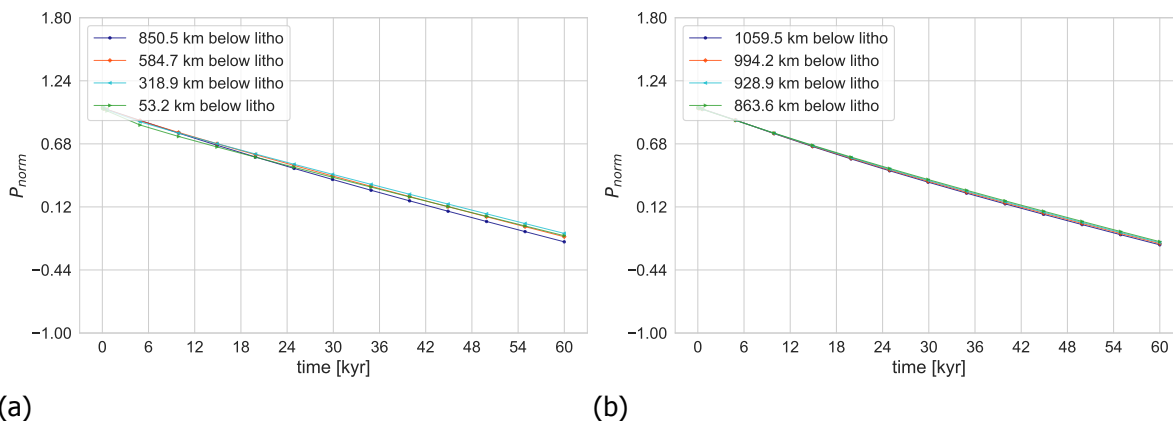 1.80
1.24
0.68
0.12
−0.44
−1.00
P_norm
850.5 km below litho
584.7 km below litho
318.9 km below litho
53.2 km below litho
0 6 12 18 24 30 36 42 48 54 60
time [kyr]
(a)
1.80
1.24
0.68
0.12
−0.44
−1.00
P_norm
1059.5 km below litho
994.2 km below litho
928.9 km below litho
863.6 km below litho
0 6 12 18 24 30 36 42 48 54 60
time [kyr]
(b)